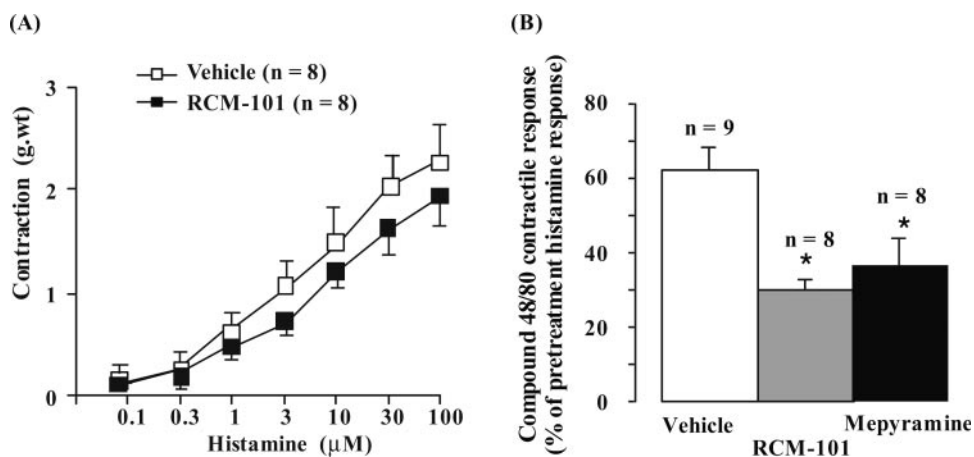 (A)
Vehicle (n = 8)
RCM-101 (n = 8)
Contraction (g.wt)
3
2
1
0
0.1 0.3 1 3 10 30 100
Histamine (μM)
(B)
Compound 48/80 contractile response
(% of pretreatment histamine response)
80
60
40
20
0
n = 9
n = 8
*
n = 8
*
Vehicle
RCM-101
Mepyramine